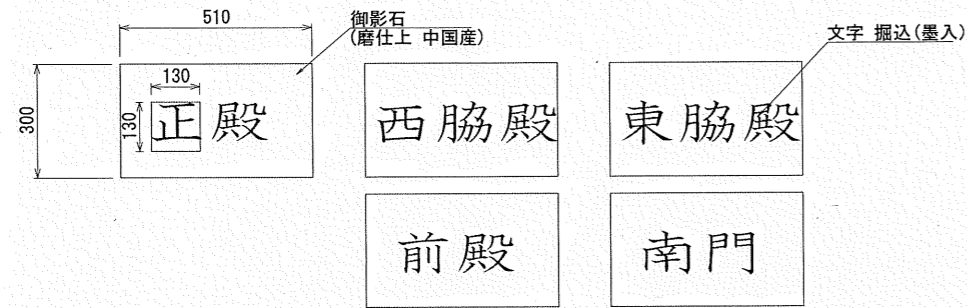 510
御影石
(磨仕上 中国産)
文字 掘込(墨入)
300
130
130
正殿
西脇殿
東脇殿
前殿
南門